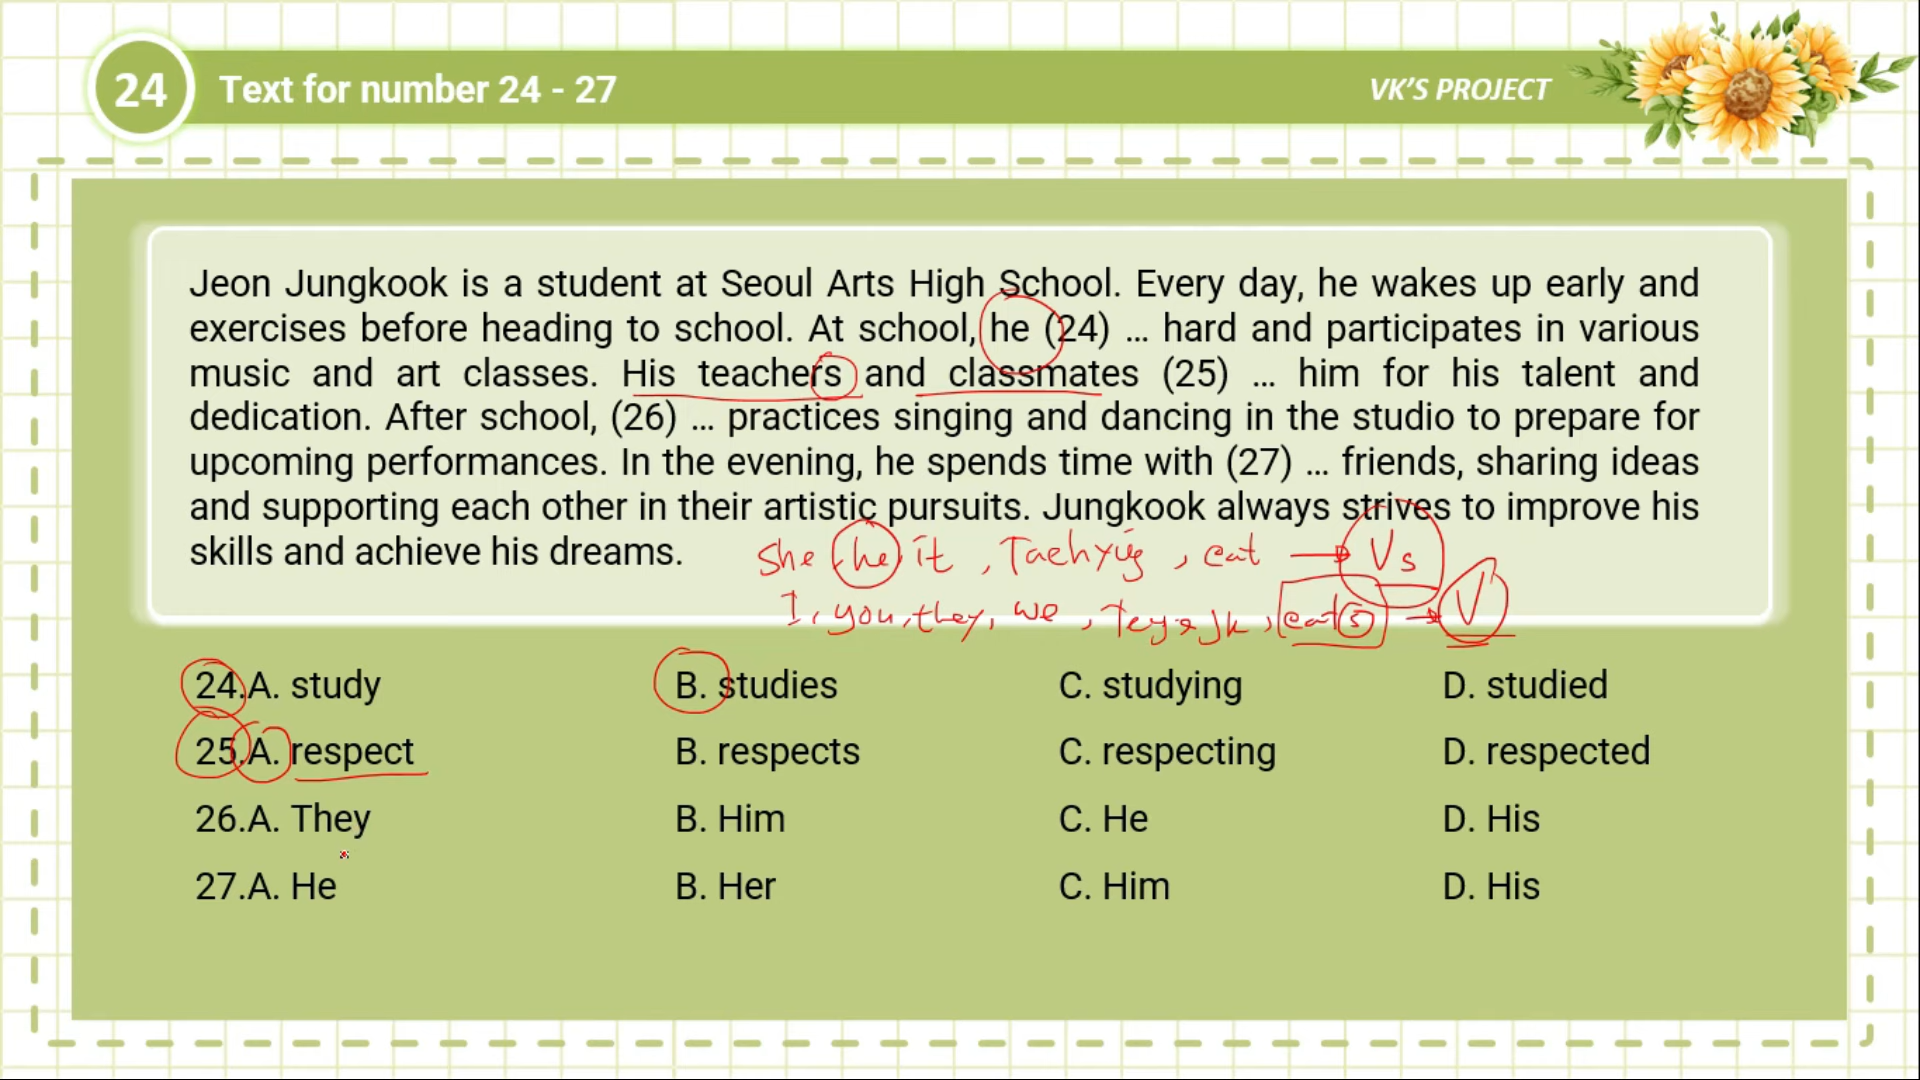 24 Text for number 24 - 27 VK'S PROJECT
Jeon Jungkook is a student at Seoul Arts High School. Every day, he wakes up early and
exercises before heading to school. At school, he (24) ... hard and participates in various
music and art classes. His teachers and classmates (25) ... him for his talent and
dedication. After school, (26) ... practices singing and dancing in the studio to prepare for
upcoming performances. In the evening, he spends time with (27) ... friends, sharing ideas
and supporting each other in their artistic pursuits. Jungkook always strives to improve his
skills and achieve his dreams.
She, he, it, , cat → Vs
I, you, they, we, & Jk, cats → V
24.A. study B. studies C. studying D. studied
25.A. respect B. respects C. respecting D. respected
26.A. They B. Him C. He D. His
27.A. He B. Her C. Him D. His